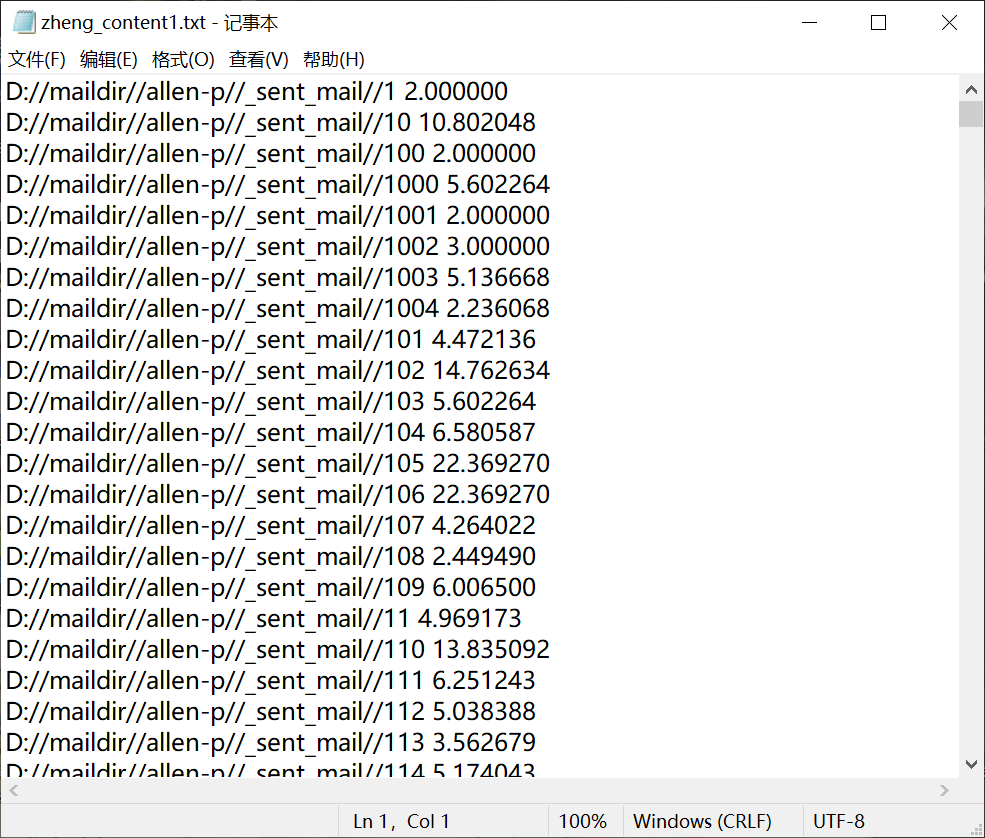 zheng_content1.txt - 记事本
文件(F) 编辑(E) 格式(O) 查看(V) 帮助(H)
D://maildir//allen-p//_sent_mail//1 2.000000
D://maildir//allen-p//_sent_mail//10 10.802048
D://maildir//allen-p//_sent_mail//100 2.000000
D://maildir//allen-p//_sent_mail//1000 5.602264
D://maildir//allen-p//_sent_mail//1001 2.000000
D://maildir//allen-p//_sent_mail//1002 3.000000
D://maildir//allen-p//_sent_mail//1003 5.136668
D://maildir//allen-p//_sent_mail//1004 2.236068
D://maildir//allen-p//_sent_mail//101 4.472136
D://maildir//allen-p//_sent_mail//102 14.762634
D://maildir//allen-p//_sent_mail//103 5.602264
D://maildir//allen-p//_sent_mail//104 6.580587
D://maildir//allen-p//_sent_mail//105 22.369270
D://maildir//allen-p//_sent_mail//106 22.369270
D://maildir//allen-p//_sent_mail//107 4.264022
D://maildir//allen-p//_sent_mail//108 2.449490
D://maildir//allen-p//_sent_mail//109 6.006500
D://maildir//allen-p//_sent_mail//11 4.969173
D://maildir//allen-p//_sent_mail//110 13.835092
D://maildir//allen-p//_sent_mail//111 6.251243
D://maildir//allen-p//_sent_mail//112 5.038388
D://maildir//allen-p//_sent_mail//113 3.562679
D://maildir//allen-p//_sent_mail//114 5.174043
Ln 1, Col 1 100% Windows (CRLF) UTF-8